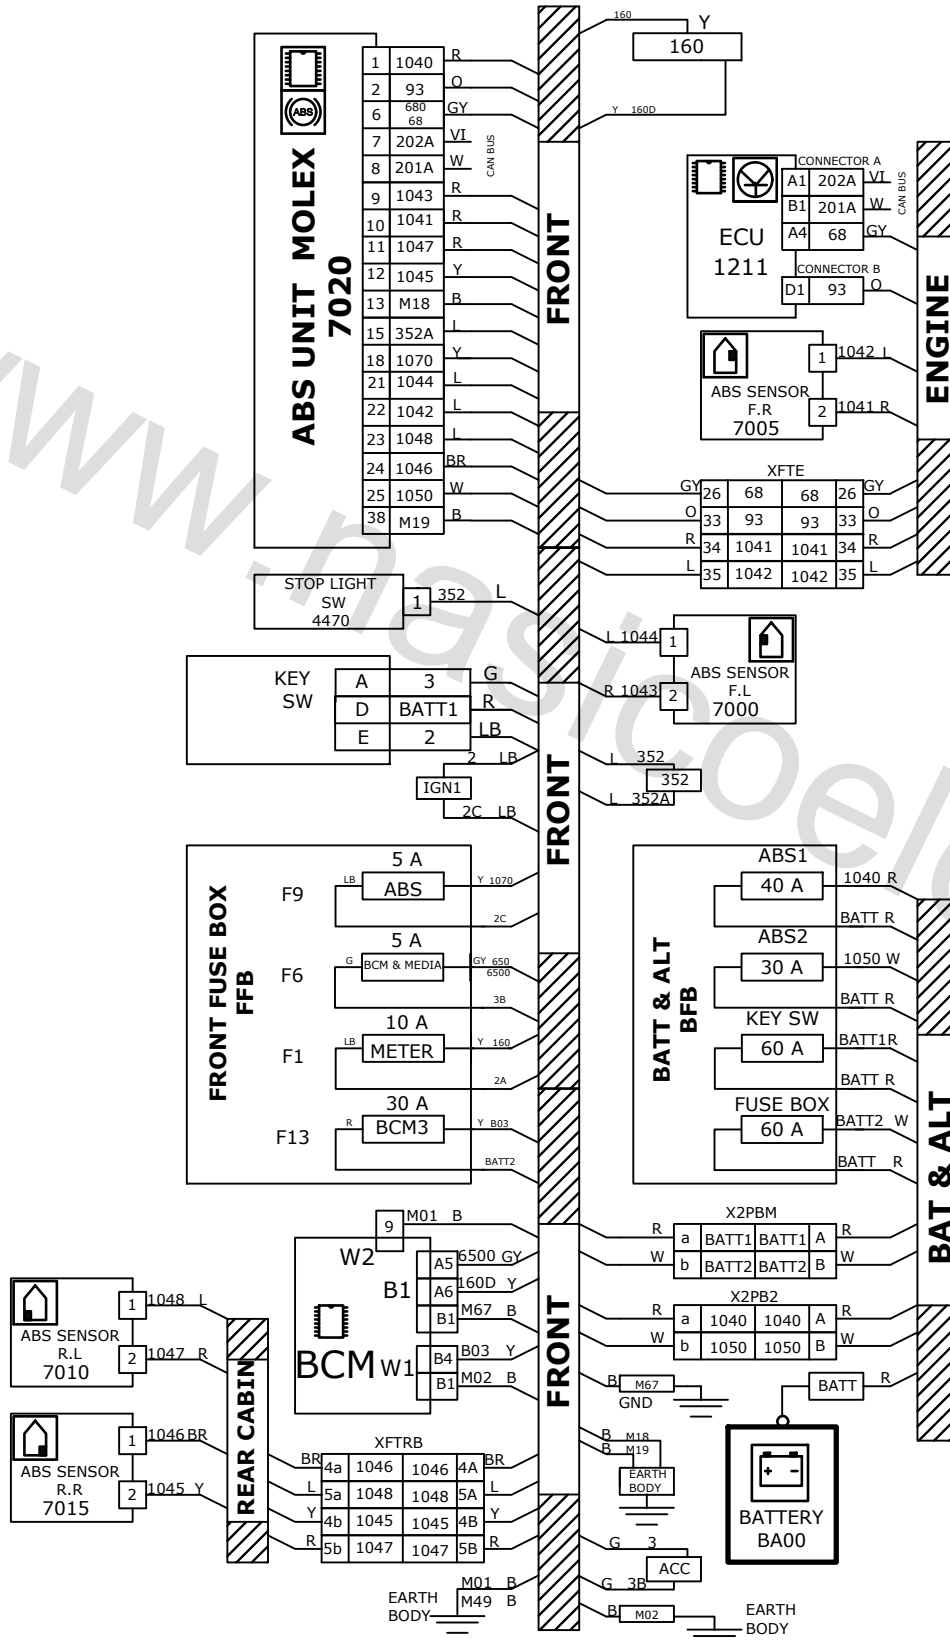 160
Y
160
Y 160D
ABS
ABS UNIT MOLEX
7020
1 1040 R
2 93 O
6 680 68 GY
7 202A VI
8 201A W
CAN BUS
9 1043 R
10 1041 R
11 1047 R
12 1045 Y
13 M18 B
15 352A L
18 1070 Y
21 1044 L
22 1042 L
23 1048 L
24 1046 BR
25 1050 W
38 M19 B
FRONT
ECU
1211
CONNECTOR A
A1 202A VI
B1 201A W
A4 68 GY
CAN BUS
CONNECTOR B
D1 93 O
ENGINE
ABS SENSOR
F.R
7005
1 1042 L
2 1041 R
XFTE
GY 26 68 68 26 GY
O 33 93 93 33 O
R 34 1041 1041 34 R
L 35 1042 1042 35 L
STOP LIGHT
SW
4470
1 352 L
L 1044 1
R 1043 2
ABS SENSOR
F.L
7000
KEY
SW
A 3 G
D BATT1 R
E 2 LB
2 LB
IGN1
2C LB
L 352
352
L 352A
FRONT
FRONT FUSE BOX
FFB
5 A
F9 LB ABS Y 1070
2C
5 A
F6 G BCM & MEDIA GY 650
6500
3B
10 A
F1 LB METER Y 160
2A
30 A
F13 R BCM3 Y B03
BATT2
BATT & ALT
BFB
ABS1
40 A 1040 R
BATT R
ABS2
30 A 1050 W
BATT R
KEY SW
60 A BATT1 R
BATT R
FUSE BOX
60 A BATT2 W
BATT R
BAT & ALT
9 M01 B
W2
B1
BCM W1
A5 6500 GY
A6 160D Y
B1 M67 B
B4 B03 Y
B1 M02 B
FRONT
X2PBM
R a BATT1 BATT1 A R
W b BATT2 BATT2 B W
X2PB2
R a 1040 1040 A R
W b 1050 1050 B W
B M67
GND
BATT R
BATTERY
BA00
ABS SENSOR
R.L
7010
1 1048 L
2 1047 R
ABS SENSOR
R.R
7015
1 1046 BR
2 1045 Y
REAR CABIN
XFTRB
BR 4a 1046 1046 4A BR
L 5a 1048 1048 5A L
Y 4b 1045 1045 4B Y
R 5b 1047 1047 5B R
B M18
B M19
EARTH
BODY
G 3
ACC
G 3B
M01 B
M49 B
EARTH
BODY
B M02
EARTH
BODY
www.nasicoele